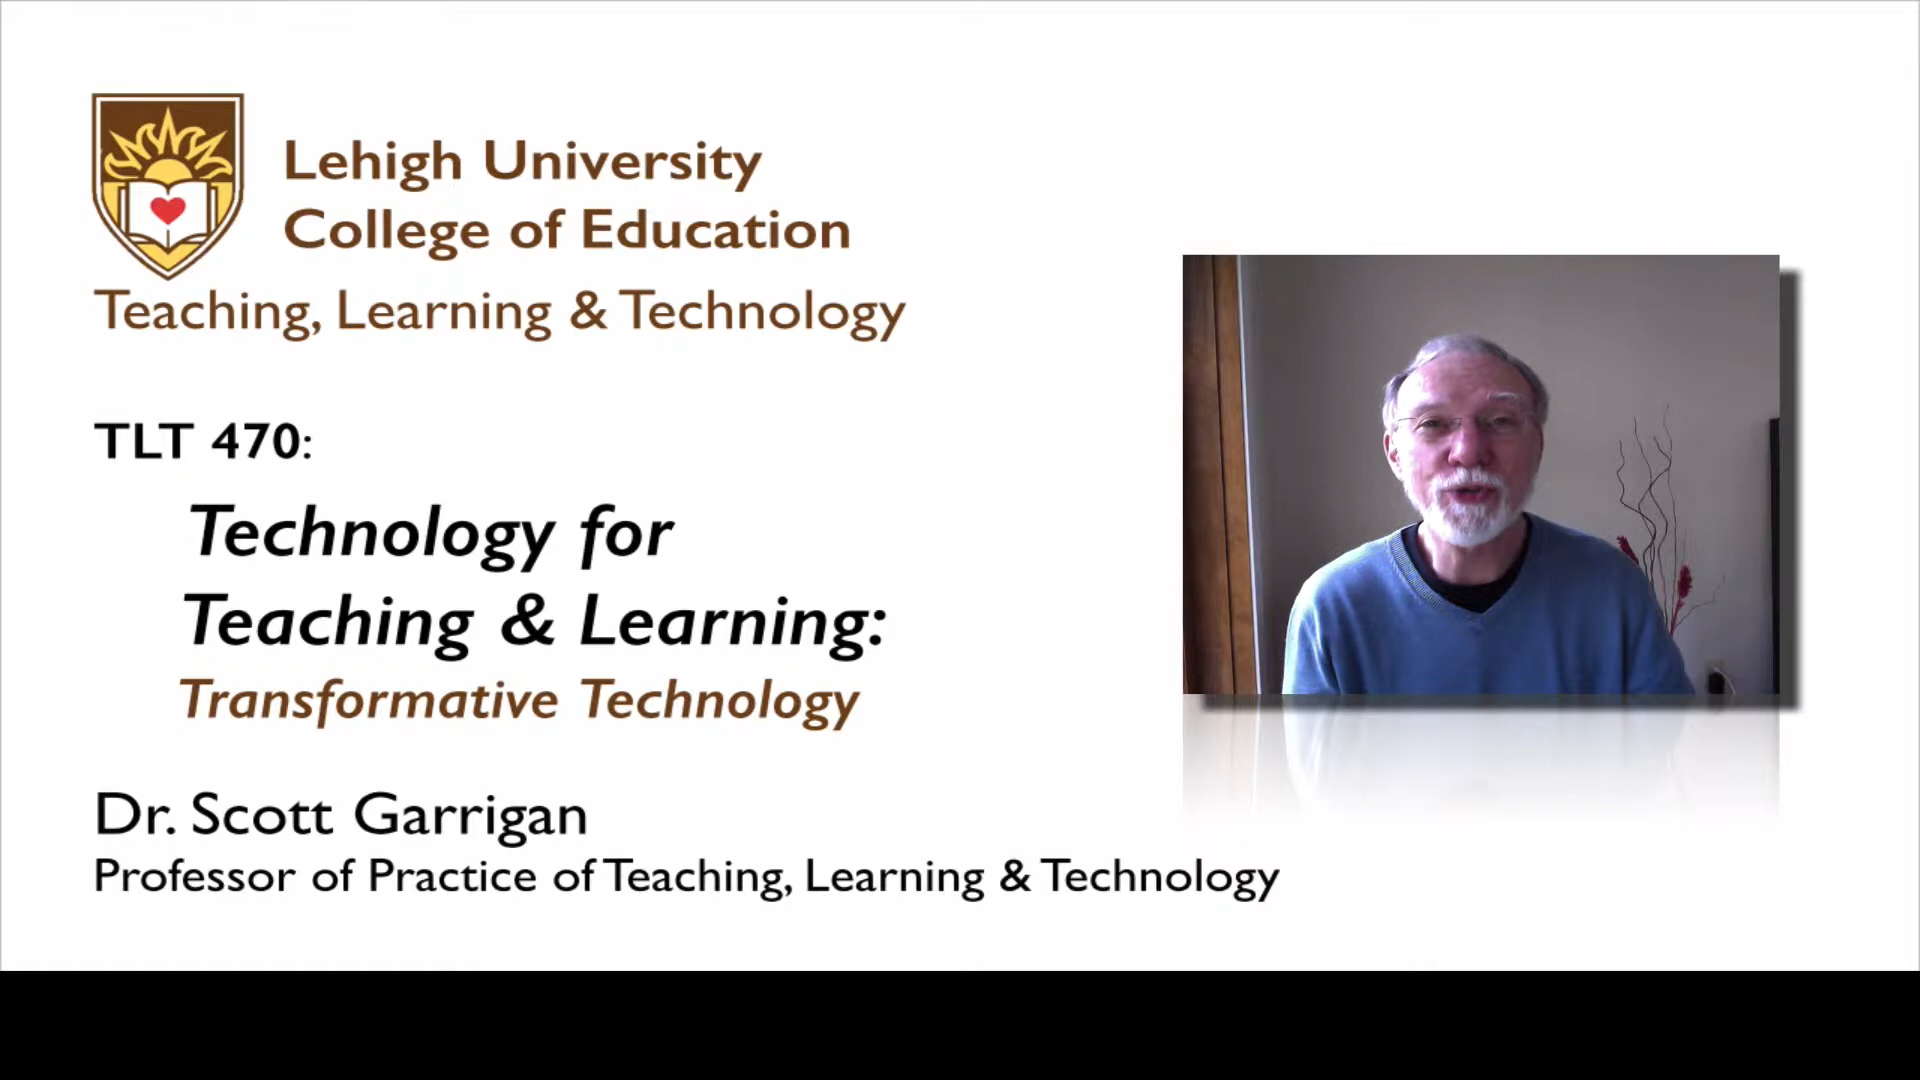 Lehigh University
College of Education
Teaching, Learning & Technology
TLT 470:
Technology for
Teaching & Learning:
Transformative Technology
Dr. Scott Garrigan
Professor of Practice of Teaching, Learning & Technology